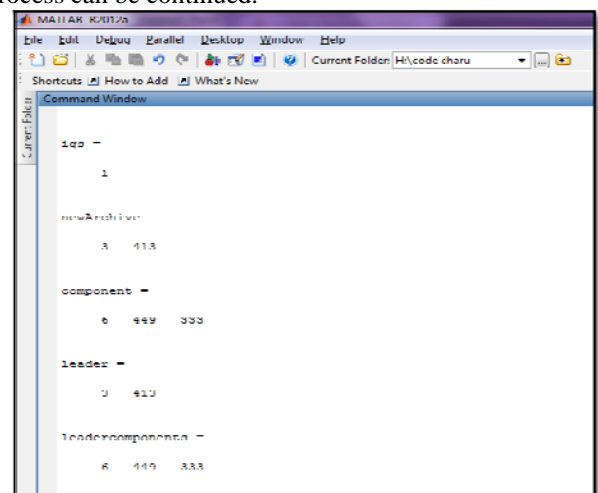 process can be continued.
MATLAB R2012a
File Edit Debug Parallel Desktop Window Help
Current Folder: H:\code charu
Shortcuts How to Add What's New
Current Folder
Command Window
iqs =
1
newArchive
3 413
component =
6 449 333
leader =
3 413
leadercomponents =
6 449 333